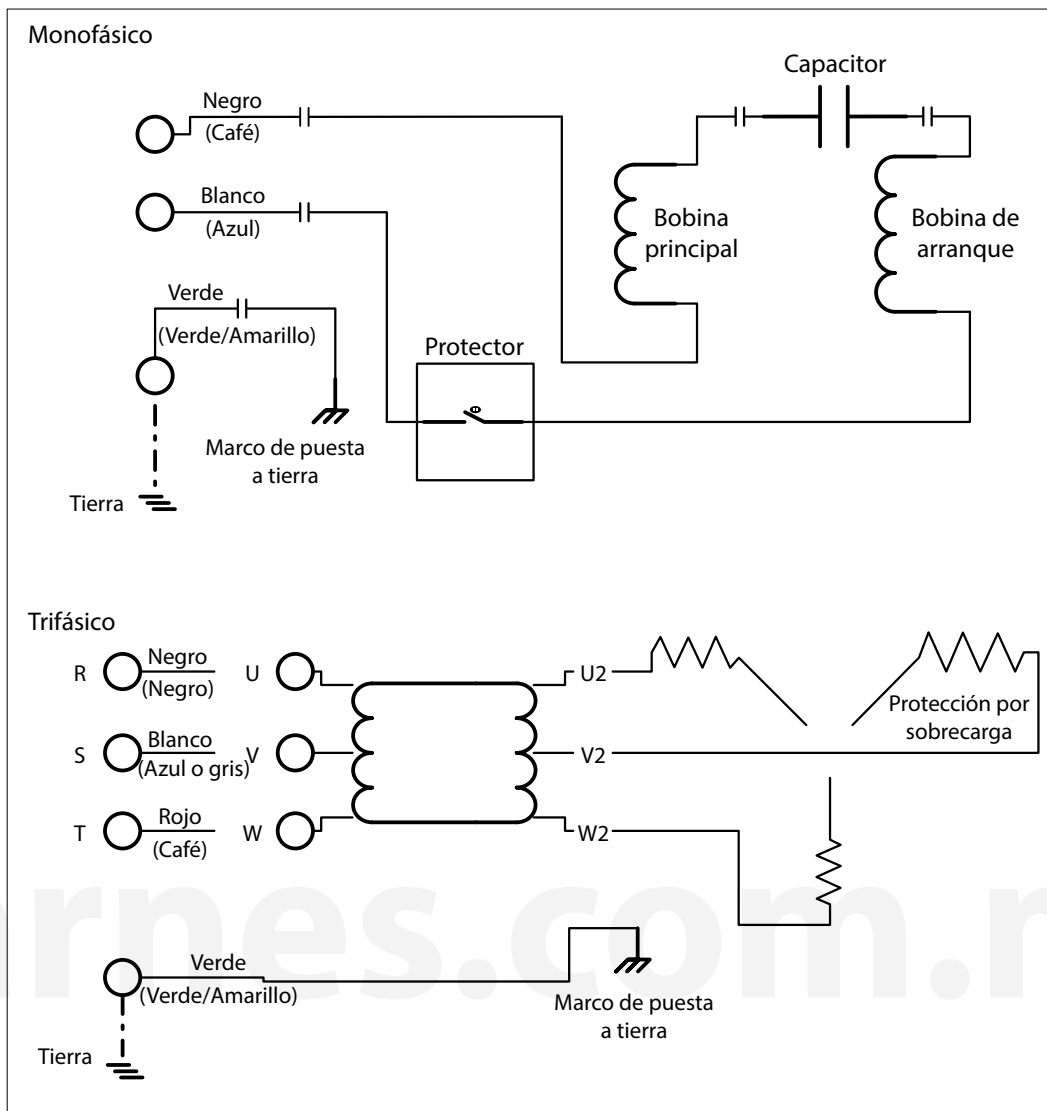 Monofásico
Capacitor
Negro
(Café)
Blanco
(Azul)
Bobina
principal
Bobina de
arranque
Verde
(Verde/Amarillo)
Protector
Marco de puesta
a tierra
Tierra
Trifásico
R
Negro
(Negro)
U
U2
Protección por
sobrecarga
S
Blanco
(Azul o gris)
V
V2
T
Rojo
(Café)
W
W2
Verde
(Verde/Amarillo)
Marco de puesta
a tierra
Tierra
rnes.com.m